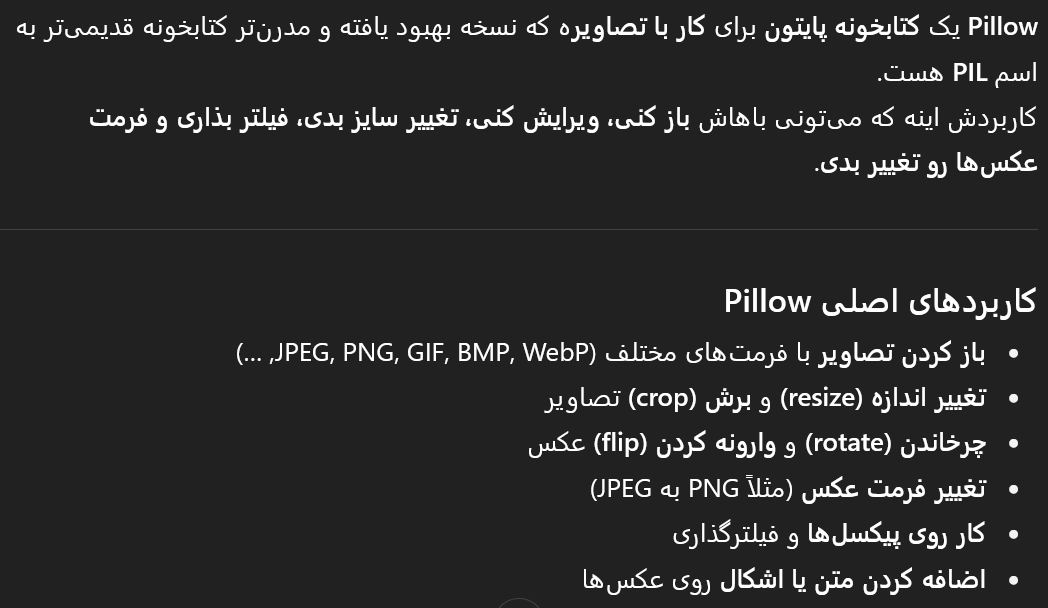 Pillow یک کتابخونه پایتون برای کار با تصاویره که نسخه بهبود یافته و مدرن‌تر کتابخونه قدیمی‌تر به
اسم PIL هست.
کاربردش اینه که می‌تونی باهاش باز کنی، ویرایش کنی، تغییر سایز بدی، فیلتر بذاری و فرمت
عکس‌ها رو تغییر بدی.
کاربردهای اصلی Pillow
• باز کردن تصاویر با فرمت‌های مختلف (JPEG, PNG, GIF, BMP, WebP, ...)
• تغییر اندازه (resize) و برش (crop) تصاویر
• چرخاندن (rotate) و وارونه کردن (flip) عکس
• تغییر فرمت عکس (مثلاً PNG به JPEG)
• کار روی پیکسل‌ها و فیلترگذاری
• اضافه کردن متن یا اشکال روی عکس‌ها